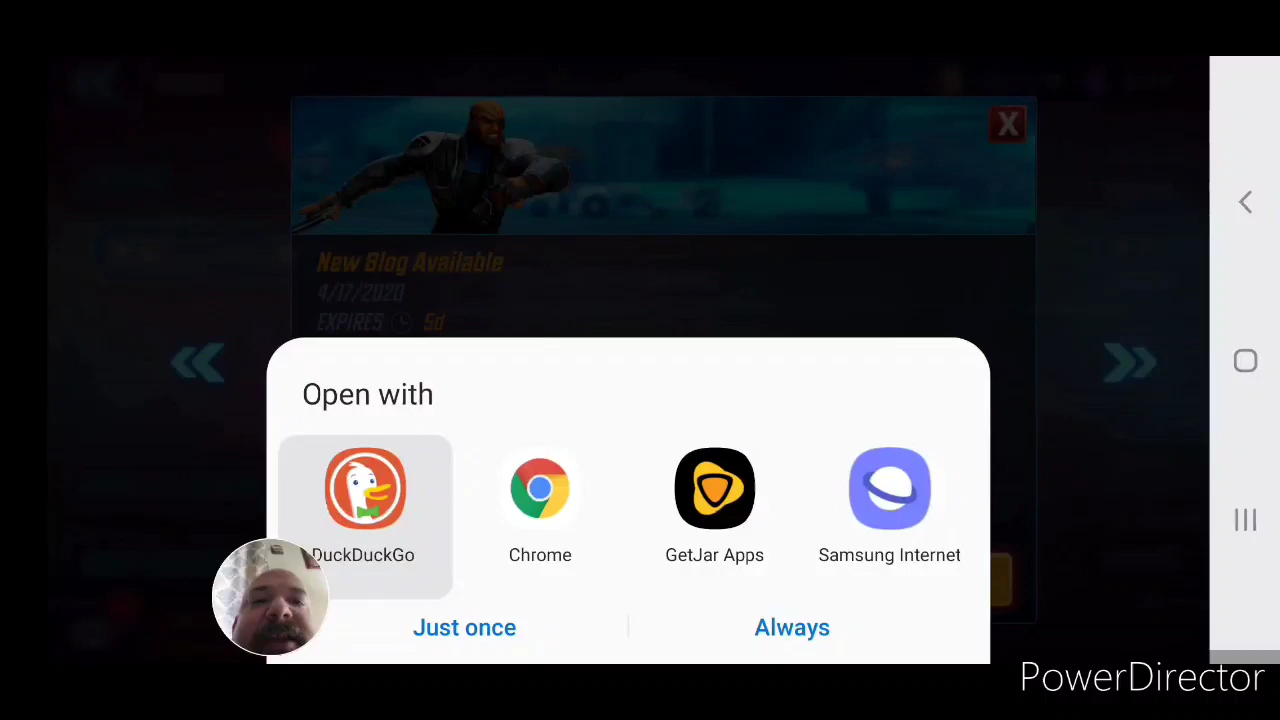 X
New Blog Available
4/17/2020
EXPIRES 5d
Open with
DuckDuckGo
Chrome
GetJar Apps
Samsung Internet
Just once
Always
PowerDirector